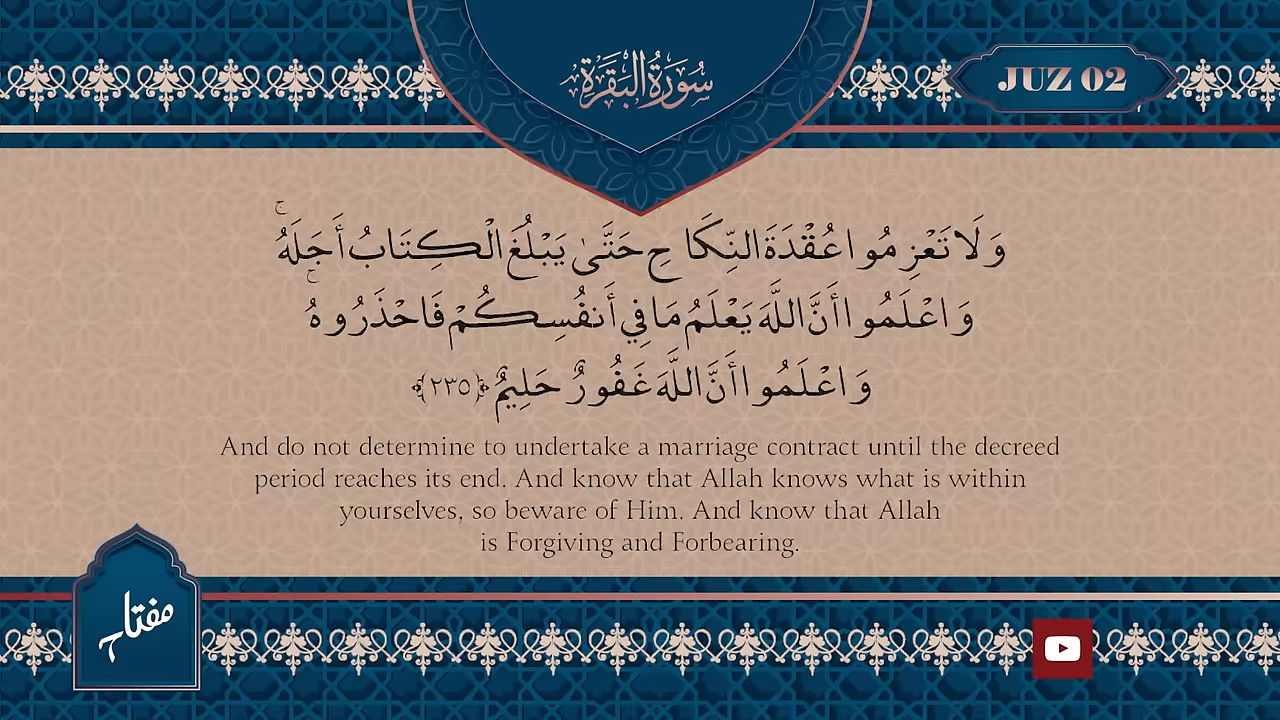 سُورَةُ البَقَرَةِ
JUZ 02
وَلَا تَعْزِمُوا عُقْدَةَ النِّكَاحِ حَتَّىٰ يَبْلُغَ الْكِتَابُ أَجَلَهُ ۚ
وَاعْلَمُوا أَنَّ اللَّهَ يَعْلَمُ مَا فِي أَنفُسِكُمْ فَاحْذَرُوهُ ۚ
وَاعْلَمُوا أَنَّ اللَّهَ غَفُورٌ حَلِيمٌ ﴿٢٣٥﴾
And do not determine to undertake a marriage contract until the decreed
period reaches its end. And know that Allah knows what is within
yourselves, so beware of Him. And know that Allah
is Forgiving and Forbearing.
مفتاح